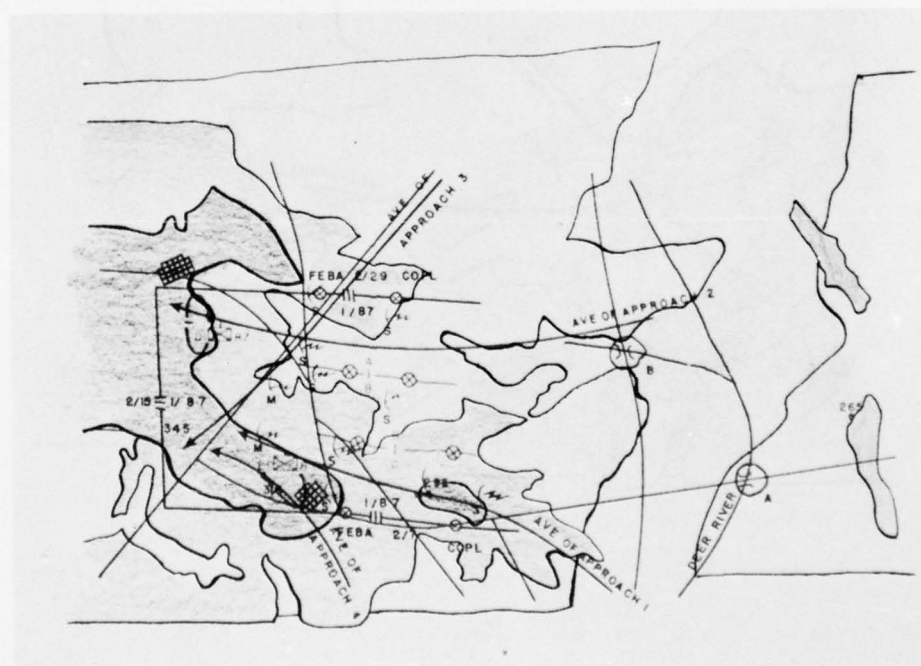 AVE OF
APPROACH 3
FEBA 2/29 COPL
1/87
AVE OF APPROACH 2
S
S
B
M
S
265
2/15 1/87
345
M
S
A
1/87
FEBA 2/7
COPL
AVE OF APPROACH 1
DEER RIVER
AVE OF
APPROACH 4